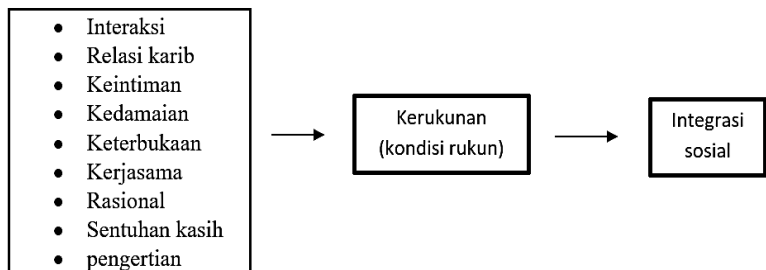 • Interaksi
• Relasi karib
• Keintiman
• Kedamaian
• Keterbukaan
• Kerjasama
• Rasional
• Sentuhan kasih
• pengertian
Kerukunan
(kondisi rukun)
Integrasi
sosial